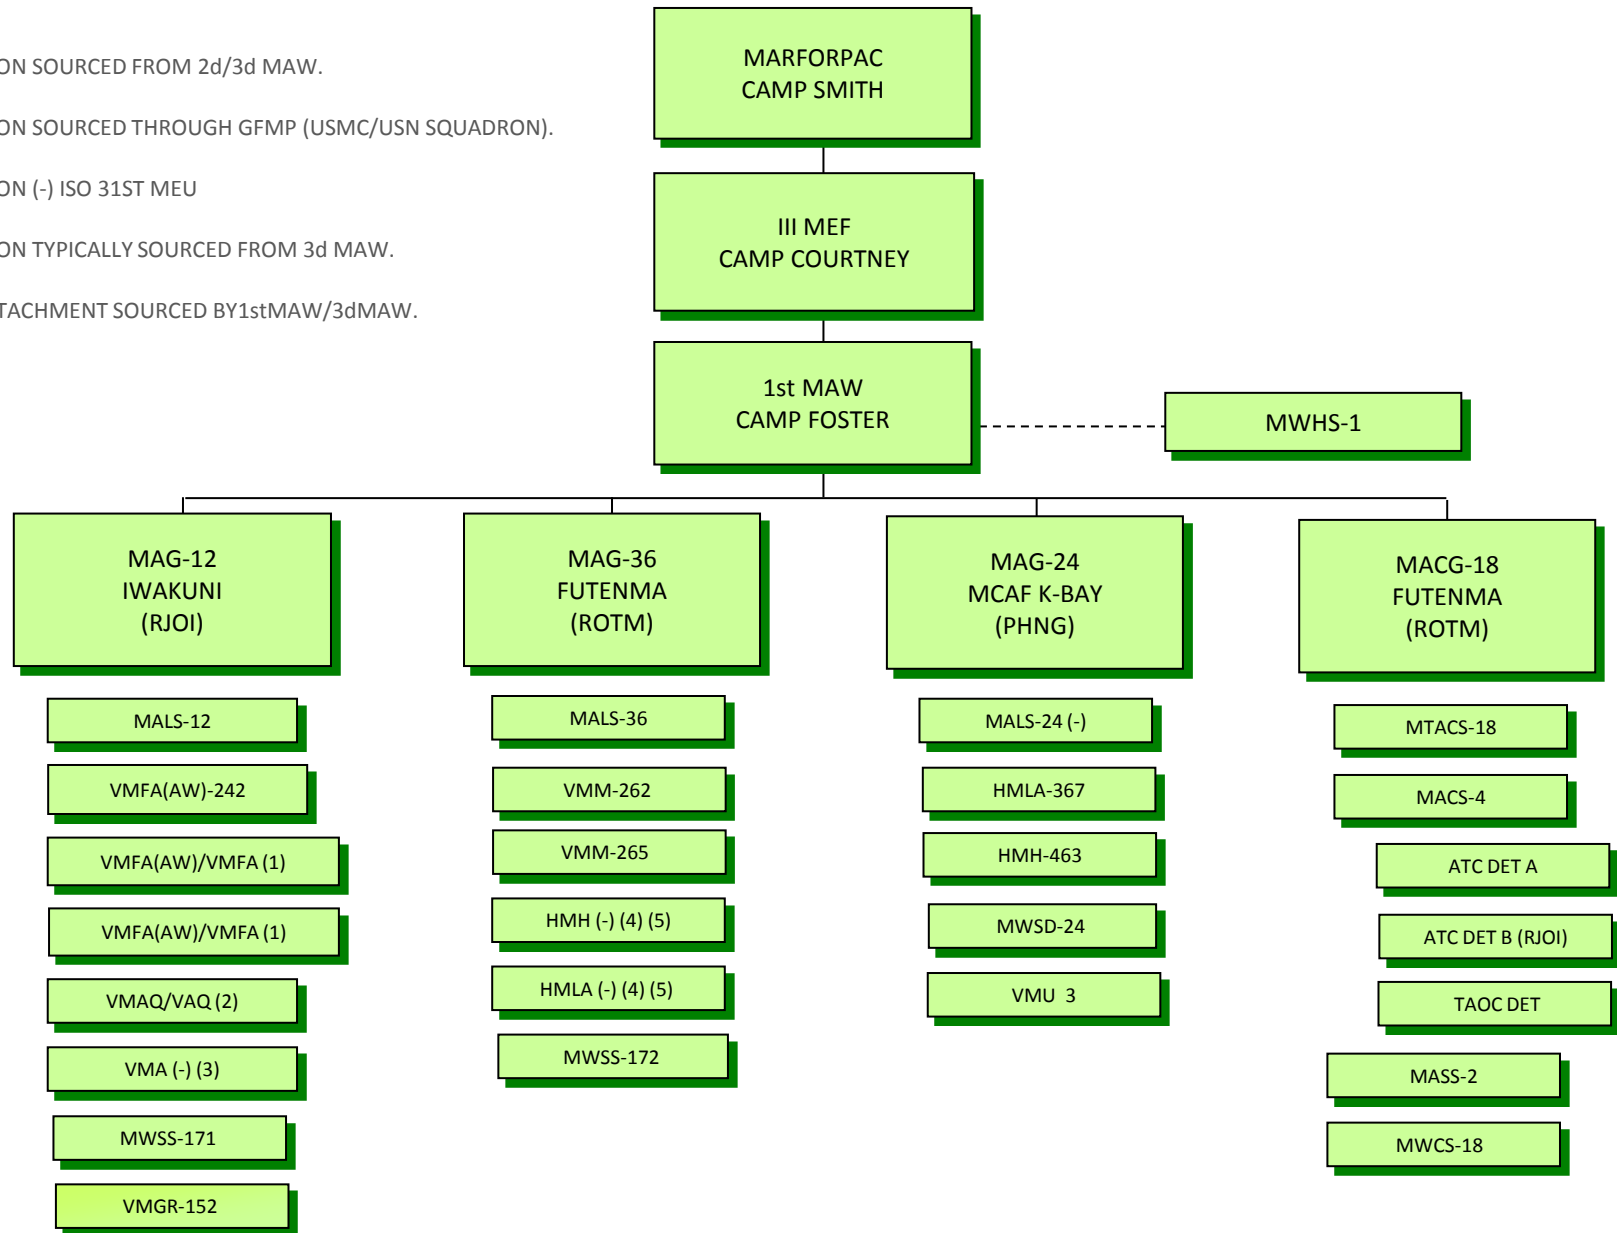 MARFORPAC
CAMP SMITH
ON SOURCED FROM 2d/3d MAW.
ON SOURCED THROUGH GFMP (USMC/USN SQUADRON).
ON (-) ISO 31ST MEU
ON TYPICALLY SOURCED FROM 3d MAW.
TACHMENT SOURCED BY1stMAW/3dMAW.
III MEF
CAMP COURTNEY
1st MAW
CAMP FOSTER
MWHS-1
MAG-12
IWAKUNI
(RJOI)
MALS-12
VMFA(AW)-242
VMFA(AW)/VMFA (1)
VMFA(AW)/VMFA (1)
VMAQ/VAQ (2)
VMA (-) (3)
MWSS-171
VMGR-152
MAG-36
FUTENMA
(ROTM)
MALS-36
VMM-262
VMM-265
HMH (-) (4) (5)
HMLA (-) (4) (5)
MWSS-172
MAG-24
MCAF K-BAY
(PHNG)
MALS-24 (-)
HMLA-367
HMH-463
MWSD-24
VMU 3
MACG-18
FUTENMA
(ROTM)
MTACS-18
MACS-4
ATC DET A
ATC DET B (RJOI)
TAOC DET
MASS-2
MWCS-18